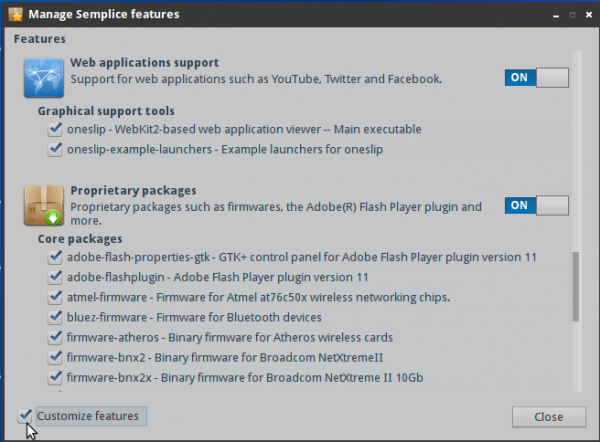 Manage Semplice features
Features
Web applications support
Support for web applications such as YouTube, Twitter and Facebook.
ON
Graphical support tools
oneslip - WebKit2-based web application viewer -- Main executable
oneslip-example-launchers - Example launchers for oneslip
Proprietary packages
Proprietary packages such as firmwares, the Adobe(R) Flash Player plugin and
more.
ON
Core packages
adobe-flash-properties-gtk - GTK+ control panel for Adobe Flash Player plugin version 11
adobe-flashplugin - Adobe Flash Player plugin version 11
atmel-firmware - Firmware for Atmel at76c50x wireless networking chips.
bluez-firmware - Firmware for Bluetooth devices
firmware-atheros - Binary firmware for Atheros wireless cards
firmware-bnx2 - Binary firmware for Broadcom NetXtremeII
firmware-bnx2x - Binary firmware for Broadcom NetXtreme II 10Gb
Customize features
Close